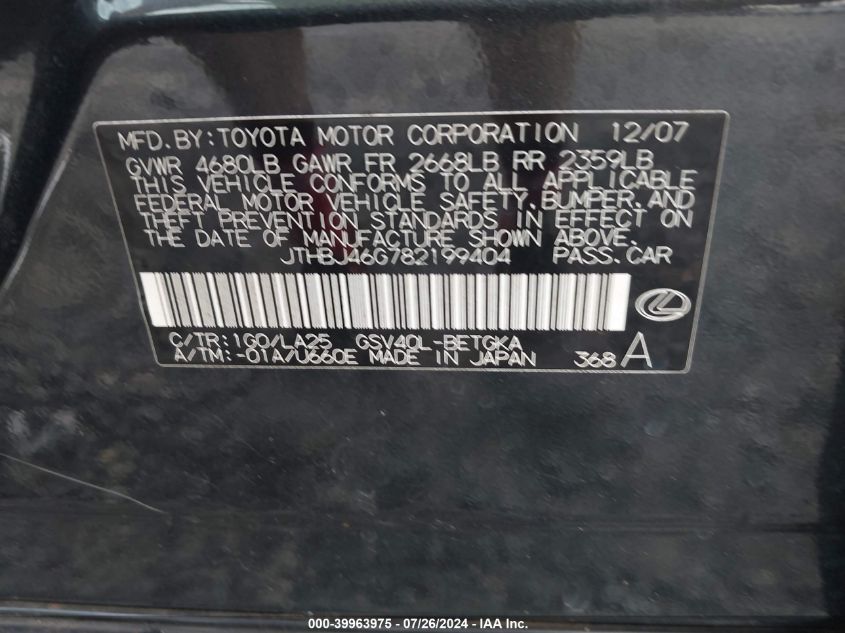 MFD.BY:TOYOTA MOTOR CORPORATION 12/07
GVWR 4680LB GAWR FR 2668LB RR 2359LB
THIS VEHICLE CONFORMS TO ALL APPLICABLE
FEDERAL MOTOR VEHICLE SAFETY,BUMPER,AND
THEFT PREVENTION STANDARDS IN EFFECT ON
THE DATE OF MANUFACTURE SHOWN ABOVE.
JTHBJ46G782199404 PASS.CAR
C/TR:1G0/LA25 GSV40L-BETGKA
A/TM:-01A/U660E MADE IN JAPAN 368 A
000-39963975 - 07/26/2024 - IAA Inc.